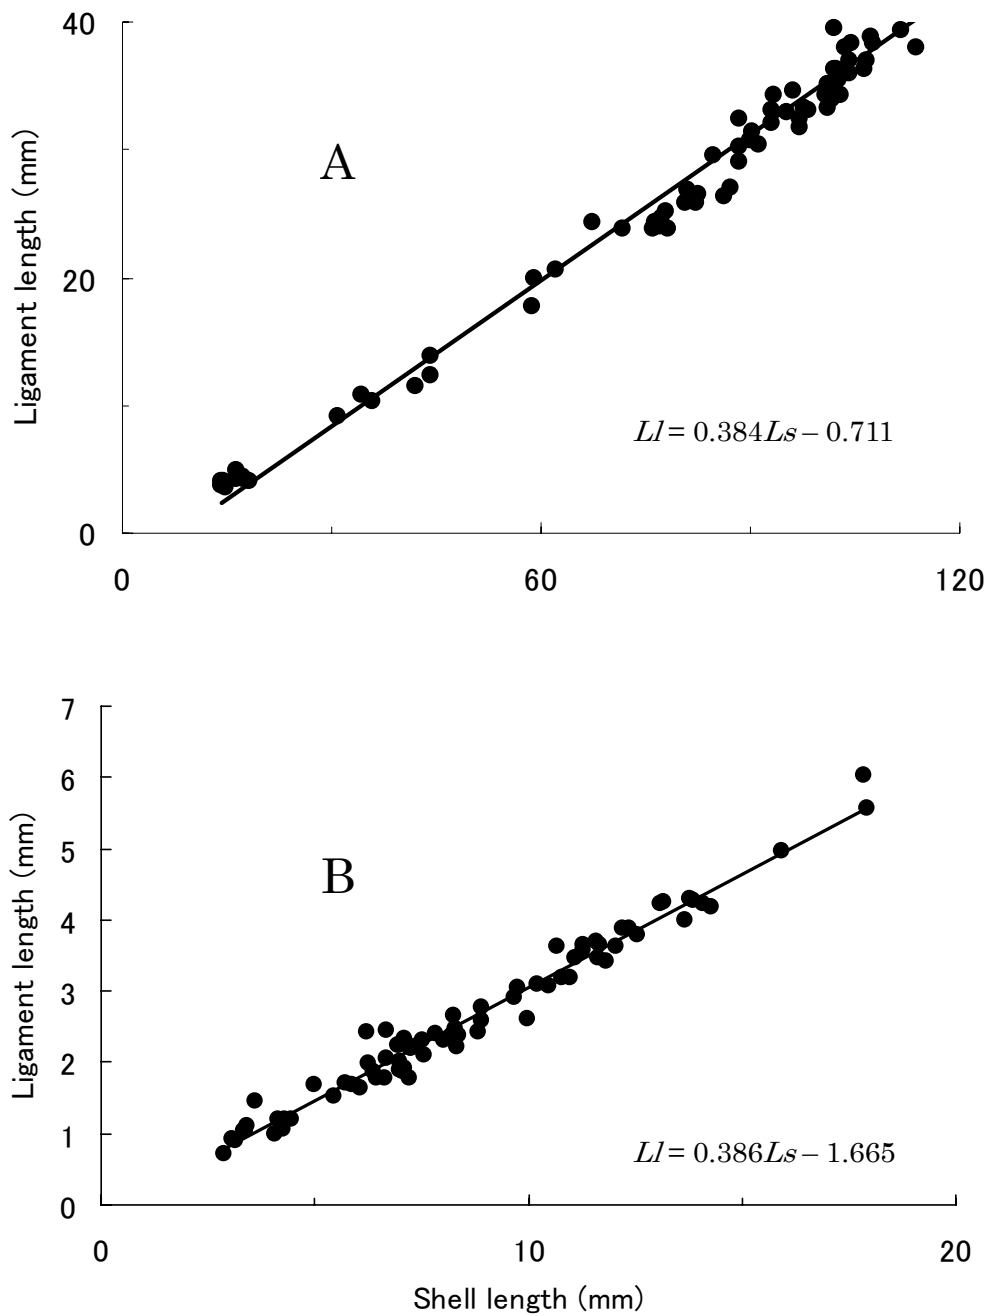 40
A
Ligament length (mm)
20
Ll = 0.384Ls – 0.711
0
0 60 120
7
6
5
B
4
Ligament length (mm)
3
2
1
Ll = 0.386Ls – 1.665
0
0 10 20
Shell length (mm)